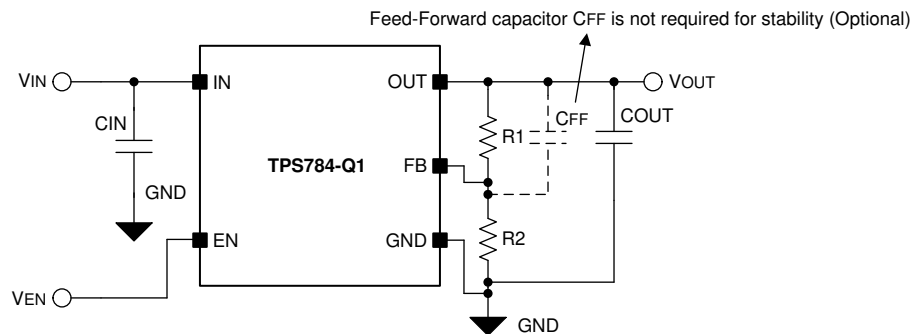 Feed-Forward capacitor CFF is not required for stability (Optional)
VIN
IN
OUT
VOUT
CIN
R1
CFF
COUT
TPS784-Q1
FB
GND
EN
GND
R2
VEN
GND